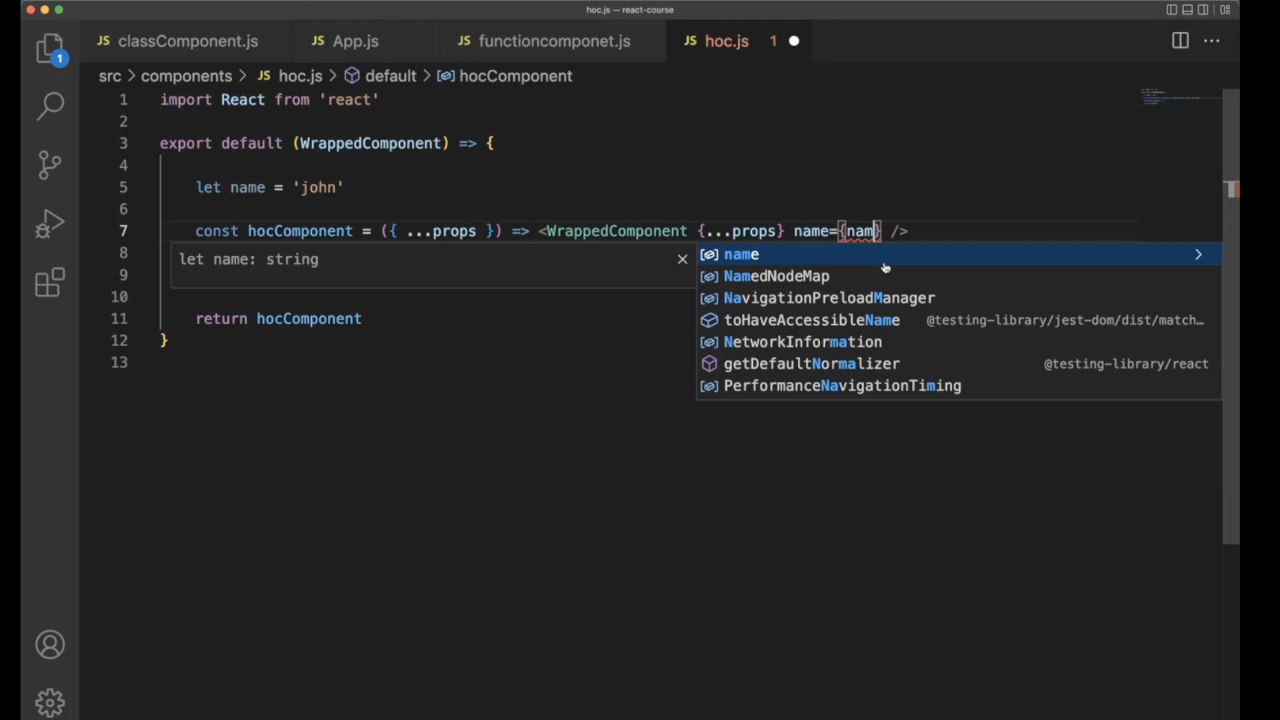 hoc.js — react-course
JS classComponent.js JS App.js JS functioncomponet.js JS hoc.js 1
src > components > JS hoc.js > default > hocComponent
1 import React from 'react'
2
3 export default (WrappedComponent) => {
4
5 let name = 'john'
6
7 const hocComponent = ({ ...props }) => <WrappedComponent {...props} name={nam} />
8
let name: string
name
9
NamedNodeMap
10
NavigationPreloadManager
11 return hocComponent
toHaveAccessibleName @testing-library/jest-dom/dist/match…
12 }
NetworkInformation
13
getDefaultNormalizer @testing-library/react
PerformanceNavigationTiming
1